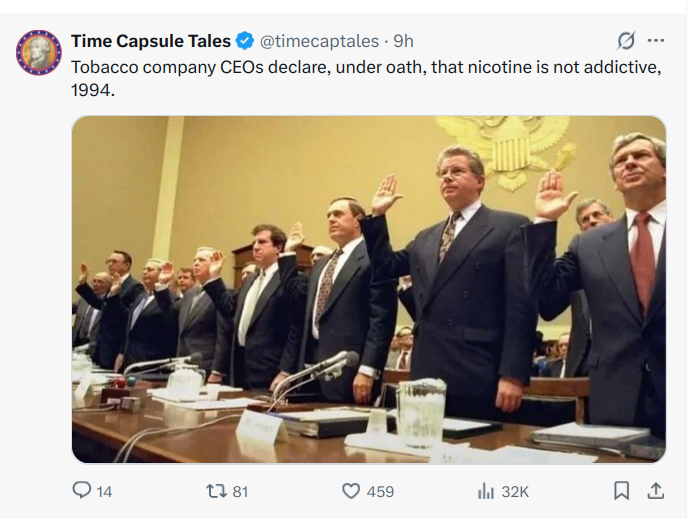 Time Capsule Tales @timecaptales · 9h
Tobacco company CEOs declare, under oath, that nicotine is not addictive,
1994.
14 81 459 32K